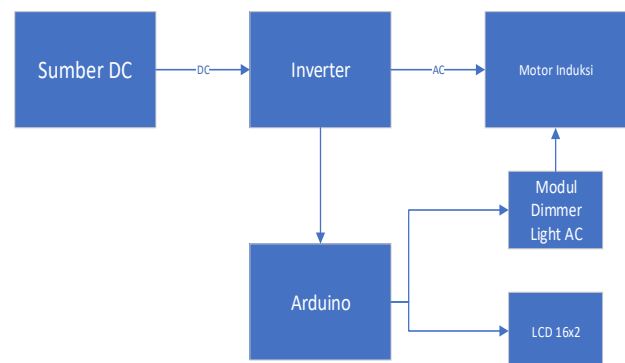 Sumber DC
DC
Inverter
AC
Motor Induksi
Modul
Dimmer
Light AC
Arduino
LCD 16x2